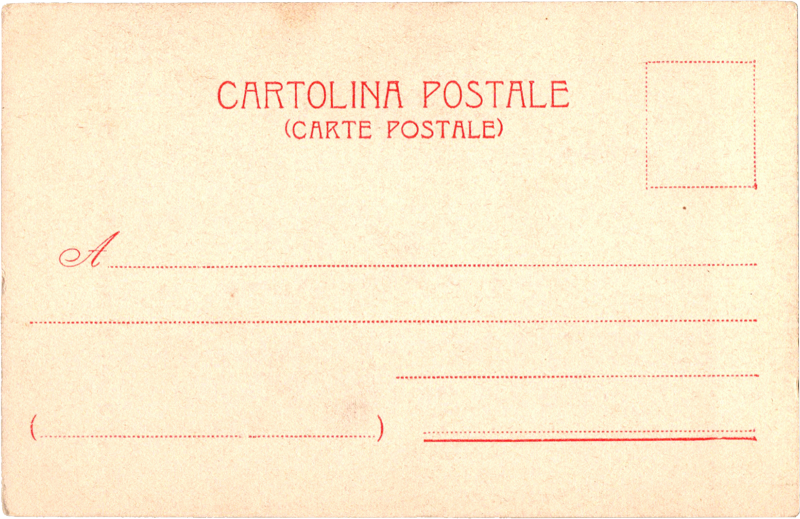 CARTOLINA POSTALE
(CARTE POSTALE)
A
( )